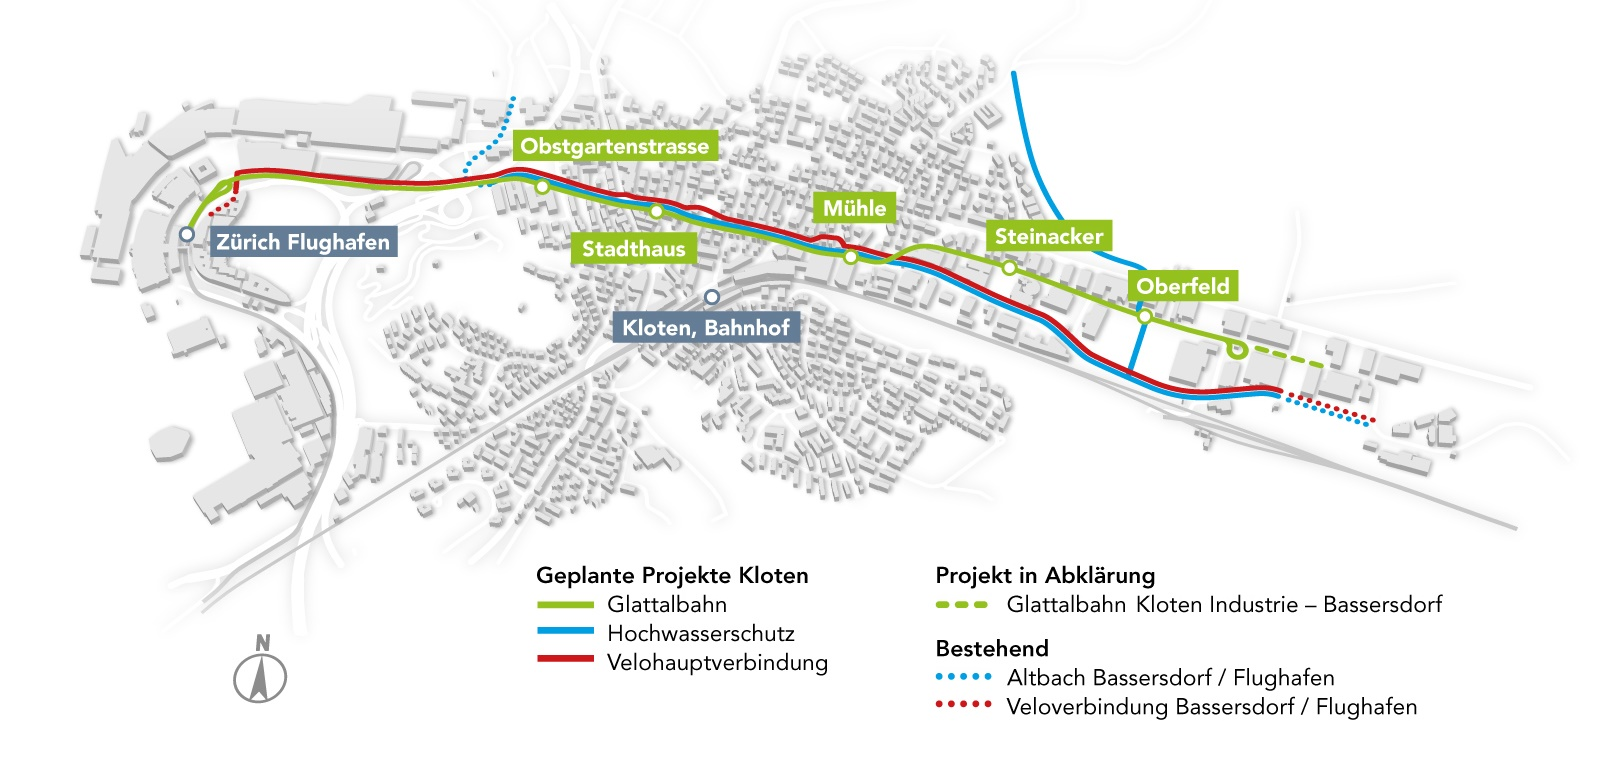 Obstgartenstrasse
Mühle
Zürich Flughafen
Stadthaus
Steinacker
Oberfeld
Kloten, Bahnhof
Geplante Projekte Kloten
Glattalbahn
Hochwasserschutz
Velohauptverbindung
Projekt in Abklärung
Glattalbahn Kloten Industrie – Bassersdorf
Bestehend
Altbach Bassersdorf / Flughafen
Veloverbindung Bassersdorf / Flughafen
N